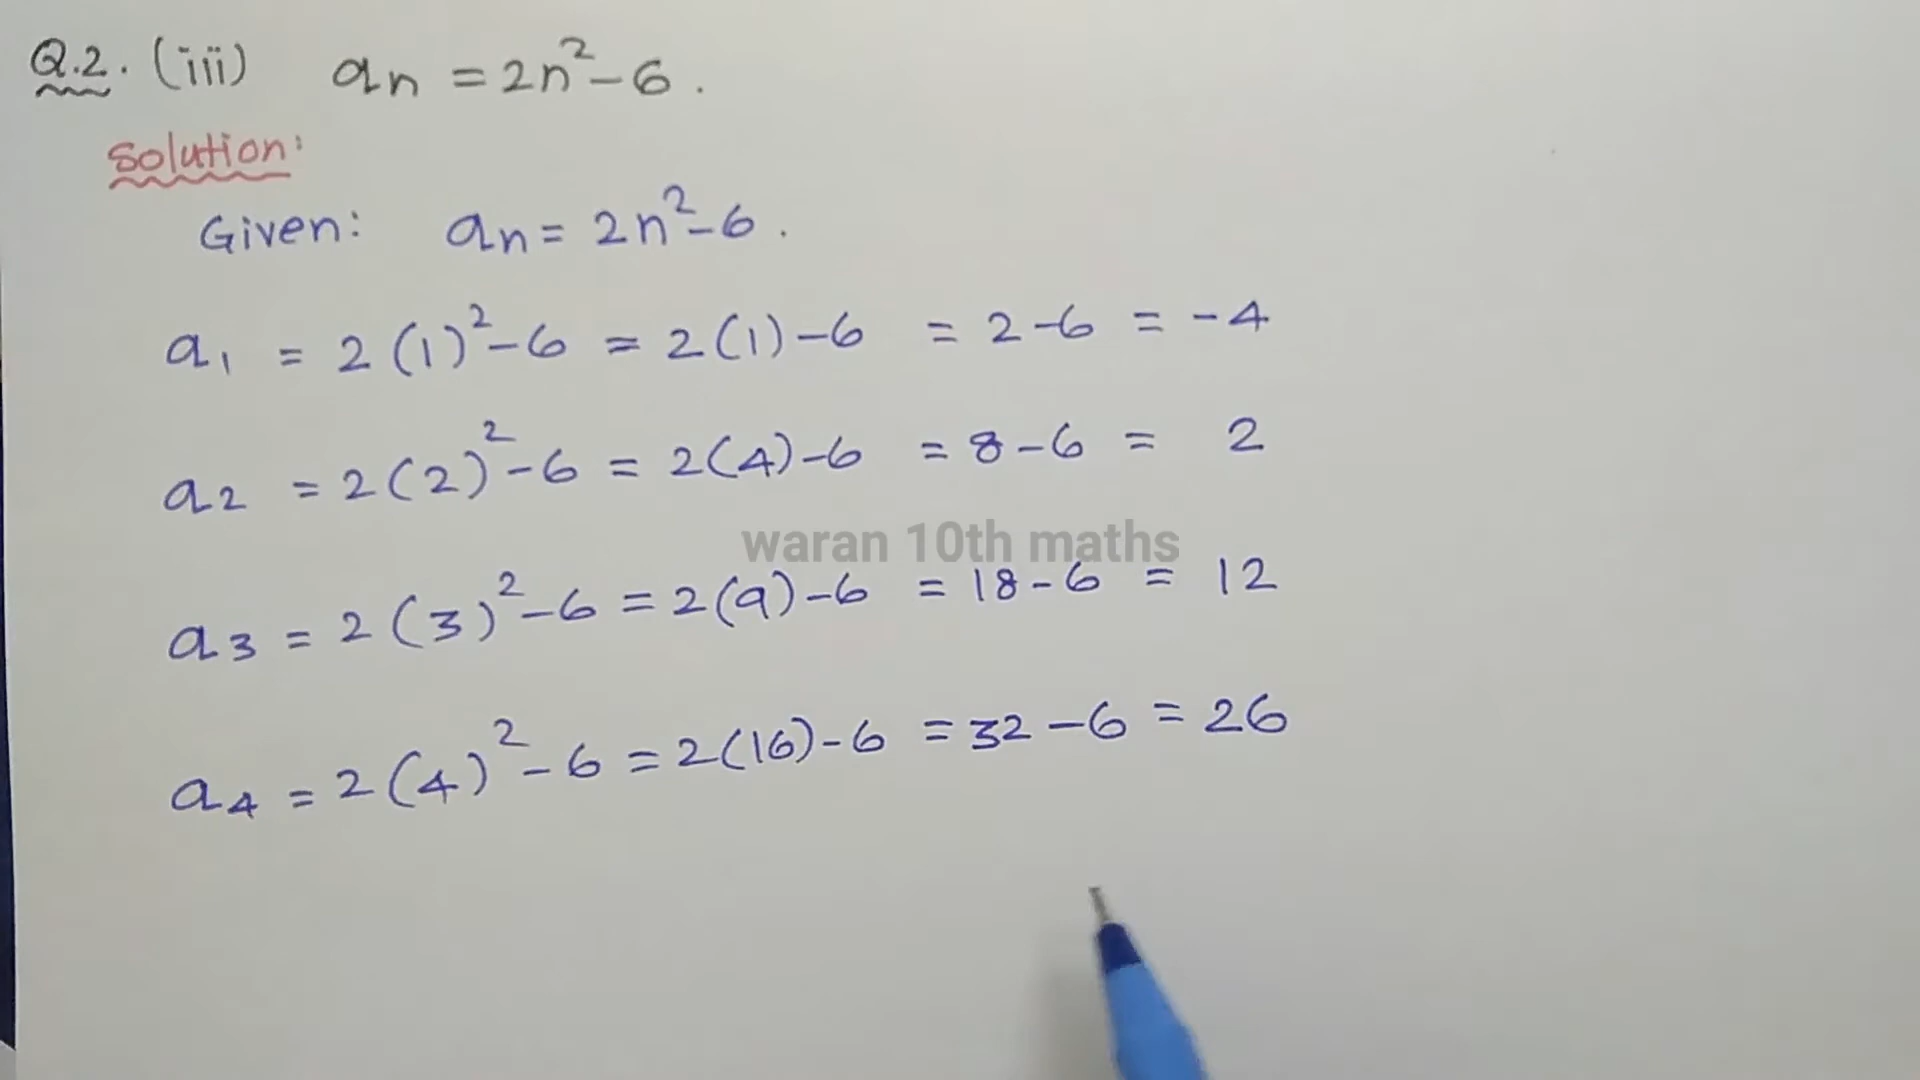 Q.2. (iii) an = 2n² - 6.
Solution:
Given: an = 2n² - 6.
a₁ = 2(1)² - 6 = 2(1) - 6 = 2 - 6 = -4
a₂ = 2(2)² - 6 = 2(4) - 6 = 8 - 6 = 2
waran 10th maths
a₃ = 2(3)² - 6 = 2(9) - 6 = 18 - 6 = 12
a₄ = 2(4)² - 6 = 2(16) - 6 = 32 - 6 = 26